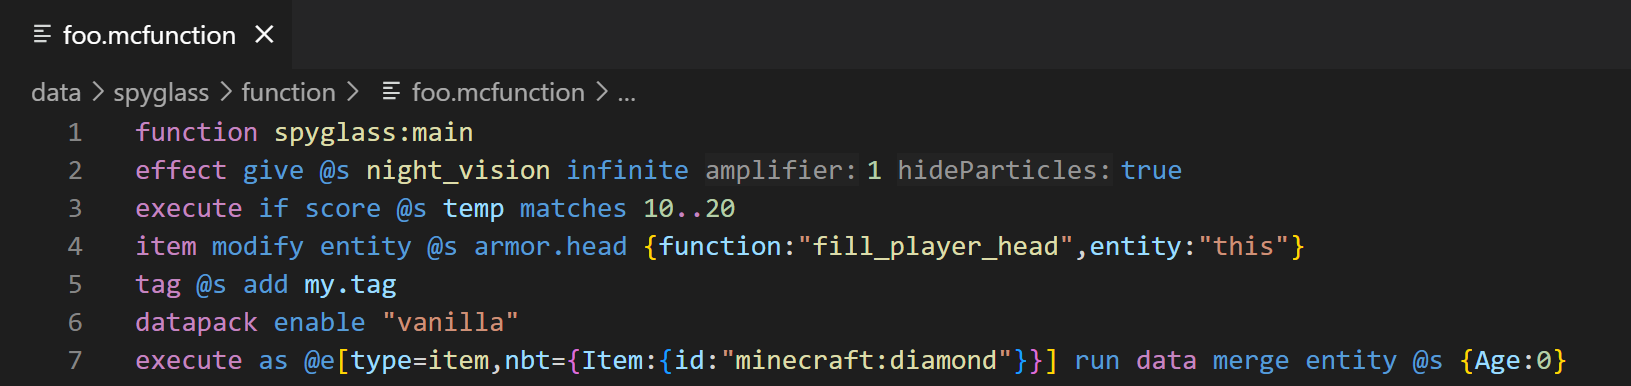 foo.mcfunction
data > spyglass > function > foo.mcfunction > ...
1 function spyglass:main
2 effect give @s night_vision infinite amplifier: 1 hideParticles: true
3 execute if score @s temp matches 10..20
4 item modify entity @s armor.head {function:"fill_player_head",entity:"this"}
5 tag @s add my.tag
6 datapack enable "vanilla"
7 execute as @e[type=item,nbt={Item:{id:"minecraft:diamond"}}] run data merge entity @s {Age:0}